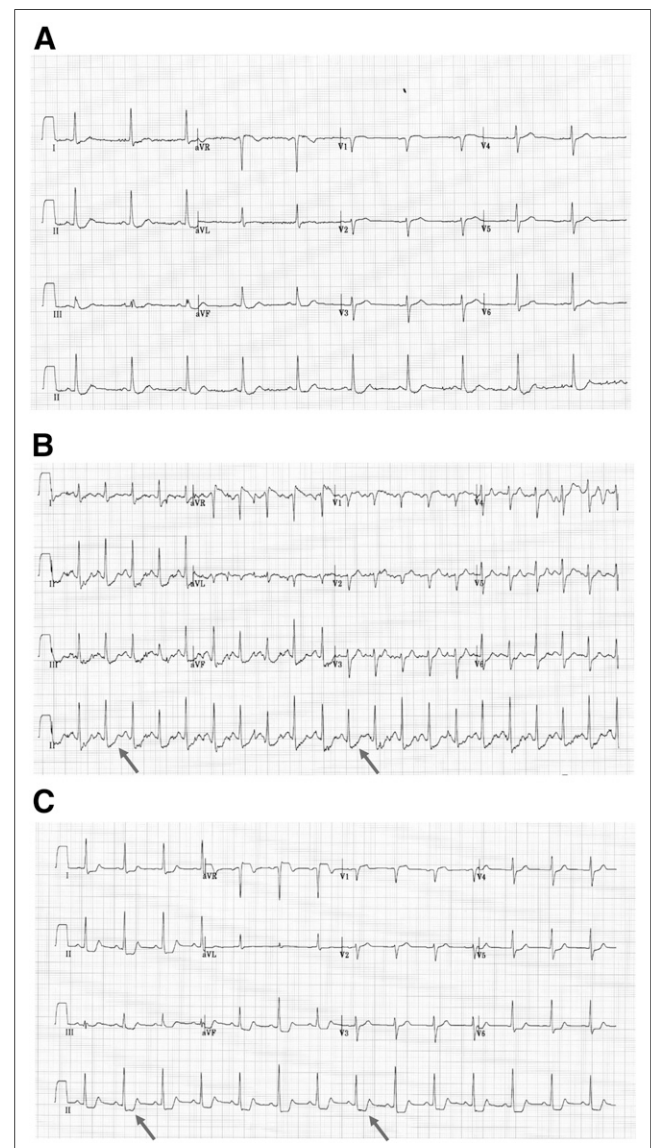 A
I aVR V1 V4
II aVL V2 V5
III aVF V3 V6
II
B
I aVR V1 V4
II aVL V2 V5
III aVF V3 V6
II
C
I aVR V1 V4
II aVL V2 V5
III aVF V3 V6
II